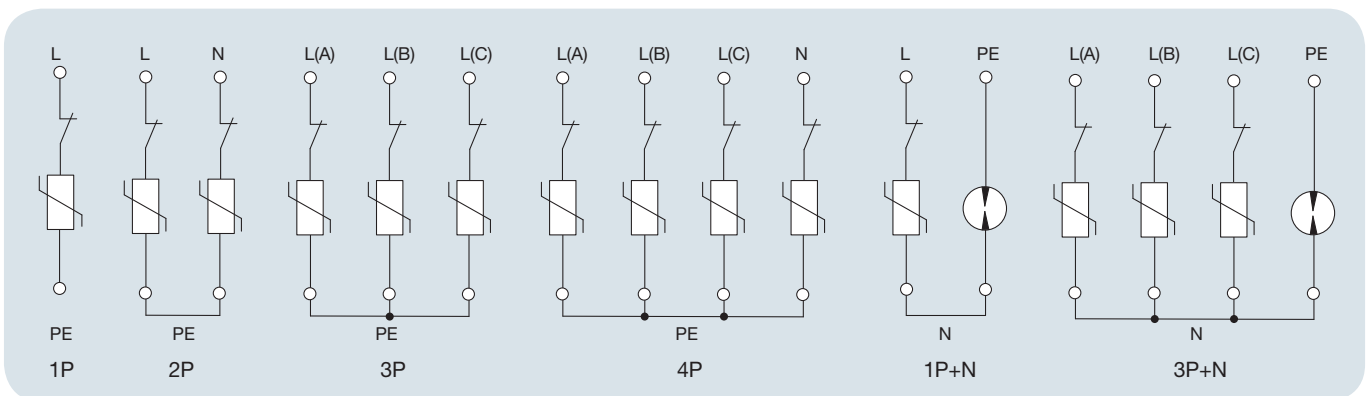 L L N L(A) L(B) L(C) L(A) L(B) L(C) N L PE L(A) L(B) L(C) PE
PE PE PE PE N N
1P 2P 3P 4P 1P+N 3P+N